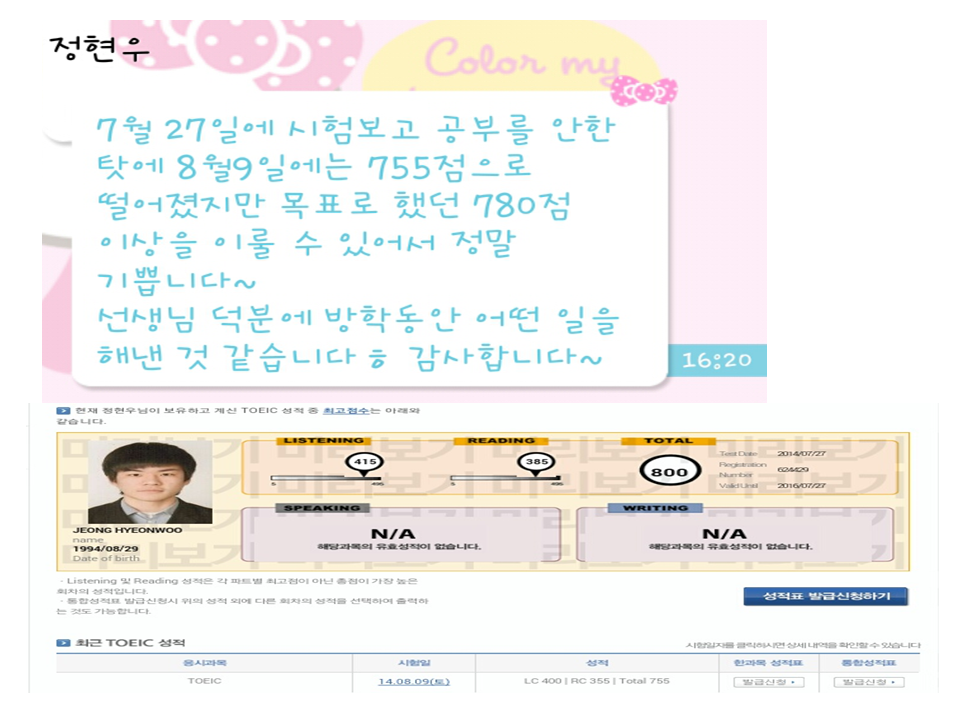 정현우
Color my
7월 27일에 시험보고 공부를 안한
탓에 8월9일에는 755점으로
떨어졌지만 목표로 했던 780점
이상을 이룰 수 있어서 정말
기쁩니다~
선생님 덕분에 방학동안 어떤 일을
해낸 것 같습니다ㅎ 감사합니다~
16:20
현재 정현우님이 보유하고 계신 TOEIC 성적 중 최고점수는 아래와
같습니다.
LISTENING READING TOTAL
415 385 800
5 495 5 495
Test Date 2014/07/27
Registration Number 624429
Valid Until 2016/07/27
미리보기 미리보기 미리보기
SPEAKING WRITING
N/A N/A
해당과목의 유효성적이 없습니다. 해당과목의 유효성적이 없습니다.
JEONG HYEONWOO
name
1994/08/29
Date of birth
- Listening 및 Reading 성적은 각 파트별 최고점이 아닌 총점이 가장 높은
회차의 성적입니다.
- 통합성적표 발급신청시 위의 성적 외에 다른 회차의 성적을 선택하여 출력하
는 것도 가능합니다.
성적표 발급신청하기
최근 TOEIC 성적
시험일자를 클릭하시면 상세 내역을 확인할 수 있습니다
응시과목 시험일 성적 한과목 성적표 통합성적표
TOEIC 14.08.09(토) LC 400 | RC 355 | Total 755 발급신청 발급신청